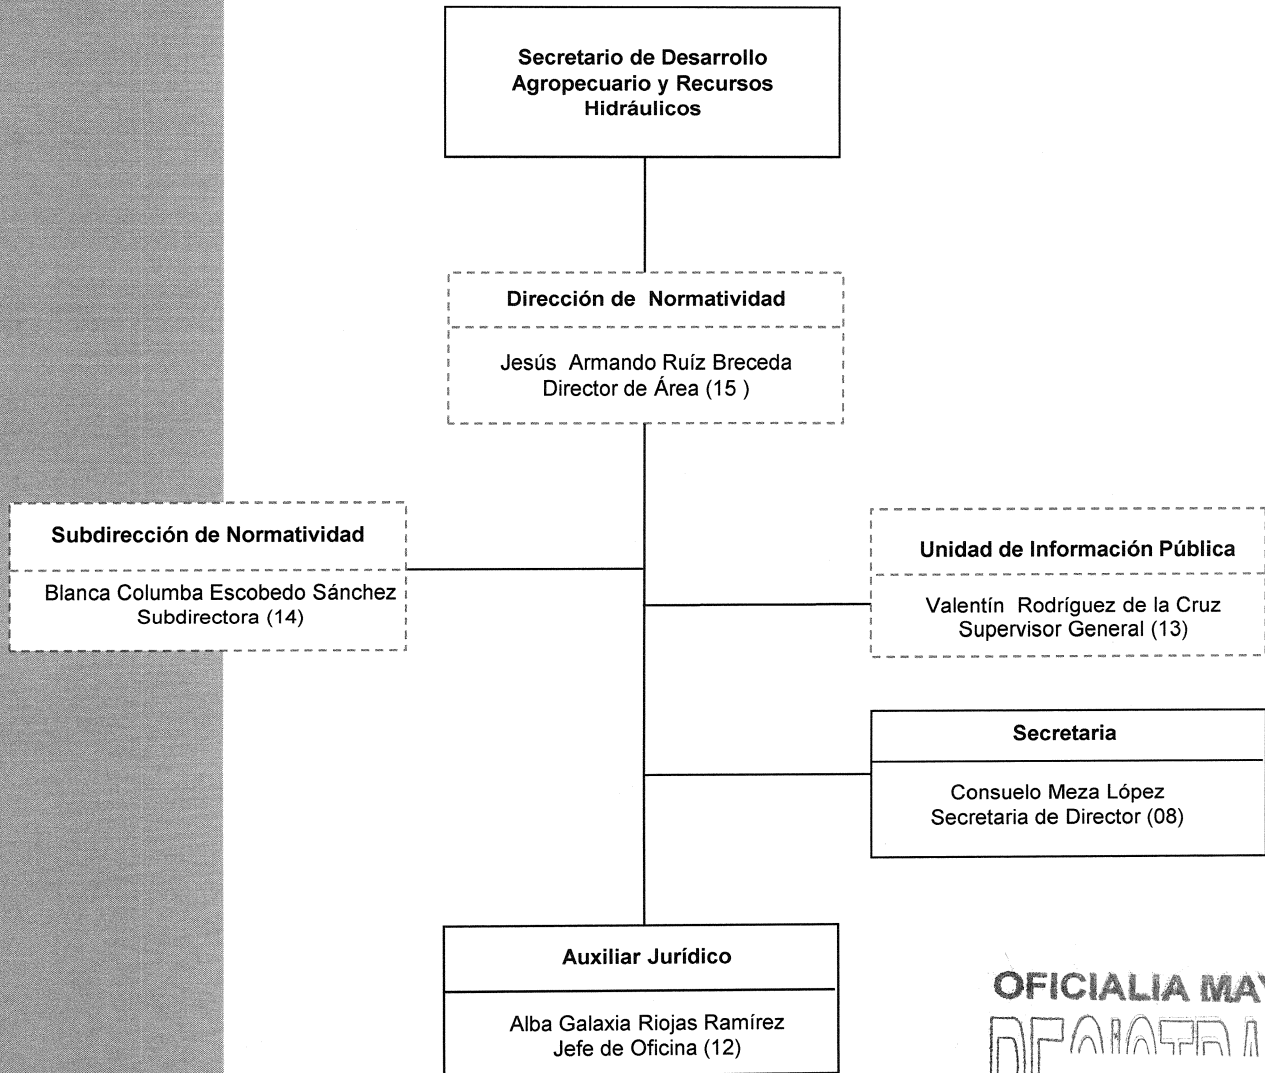 Secretario de Desarrollo
Agropecuario y Recursos
Hidráulicos
Dirección de Normatividad
Jesús Armando Ruíz Breceda
Director de Área (15 )
Subdirección de Normatividad
Blanca Columba Escobedo Sánchez
Subdirectora (14)
Unidad de Información Pública
Valentín Rodríguez de la Cruz
Supervisor General (13)
Secretaria
Consuelo Meza López
Secretaria de Director (08)
Auxiliar Jurídico
Alba Galaxia Riojas Ramírez
Jefe de Oficina (12)
OFICIALIA MAY